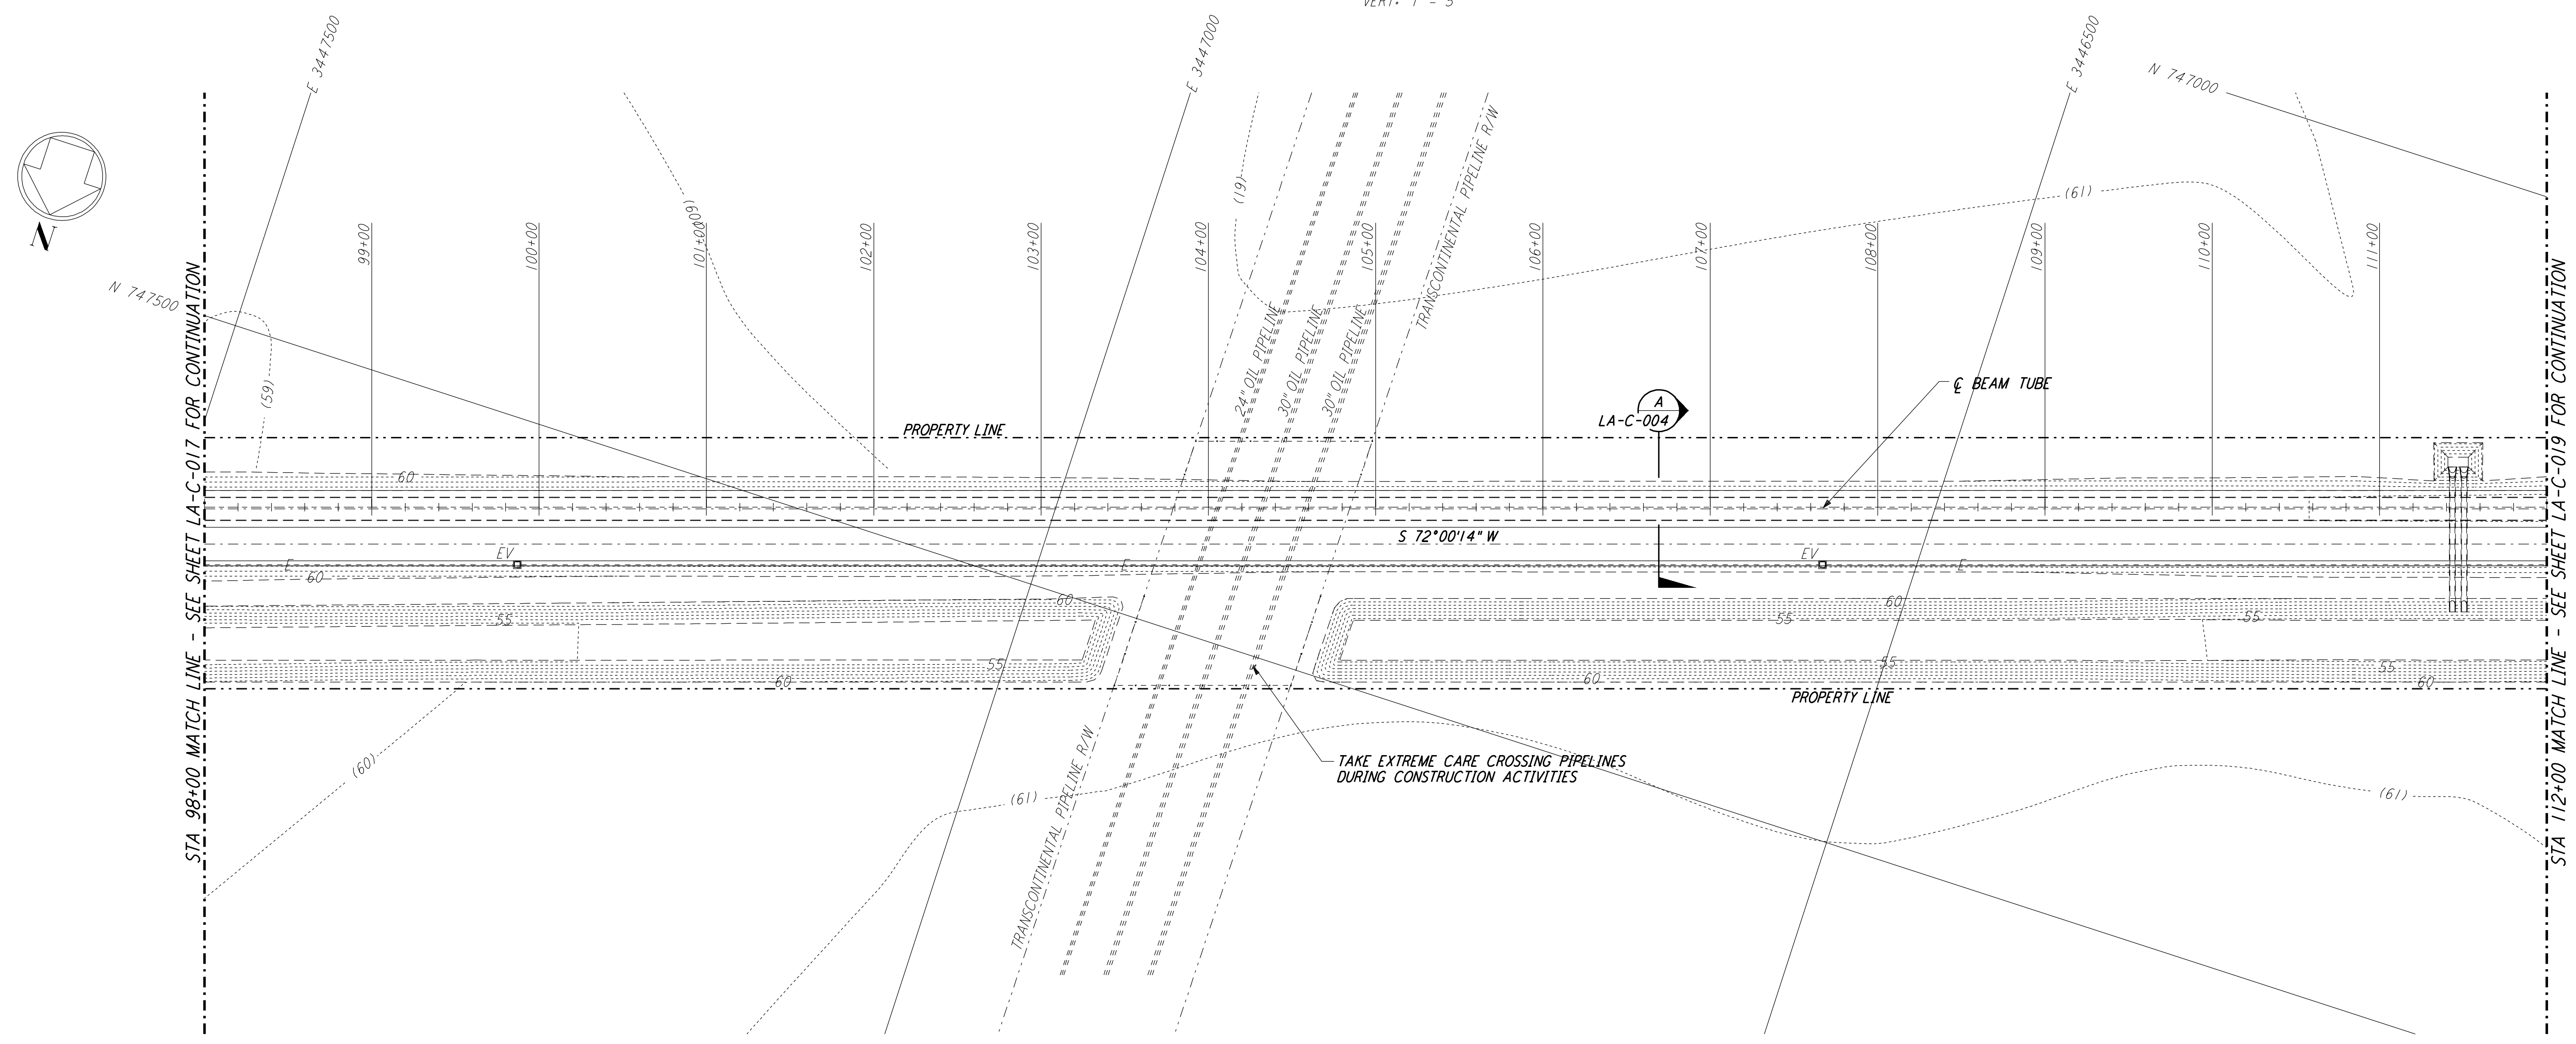 VERT. 1" = 5'
E 3447500
E 3447000
E 3446500
N 747000
N
N 747500
99+00
100+00
101+00
102+00
103+00
104+00
105+00
106+00
107+00
108+00
109+00
110+00
111+00
(60)
(61)
(61)
(59)
TRANSCONTINENTAL PIPELINE R/W
24" OIL PIPELINE
30" OIL PIPELINE
30" OIL PIPELINE
STA 98+00 MATCH LINE - SEE SHEET LA-C-017 FOR CONTINUATION
STA 112+00 MATCH LINE - SEE SHEET LA-C-019 FOR CONTINUATION
A
LA-C-004
℄ BEAM TUBE
PROPERTY LINE
60
S 72°00'14" W
EV
EV
E
E
E
60
60
60
55
55
55
55
55
55
60
60
60
PROPERTY LINE
TRANSCONTINENTAL PIPELINE R/W
TAKE EXTREME CARE CROSSING PIPELINES
DURING CONSTRUCTION ACTIVITIES
(60)
(61)
(61)